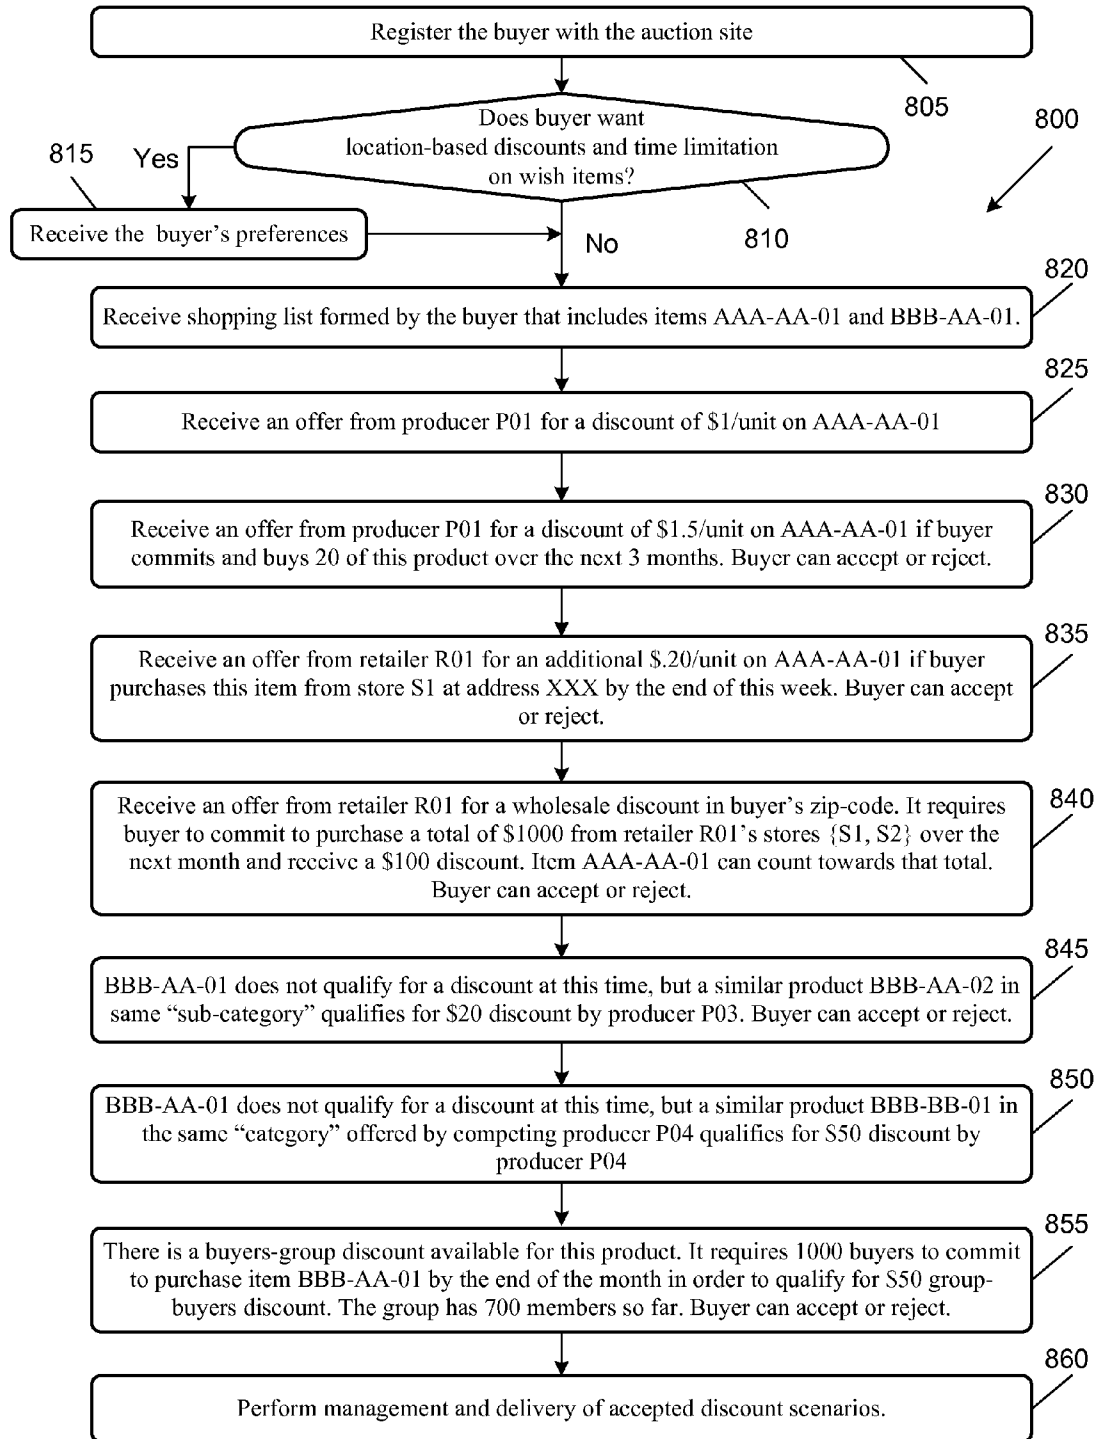 Register the buyer with the auction site
805
Does buyer want
location-based discounts and time limitation
on wish items?
800
815
Yes
810
Receive the buyer's preferences
No
820
Receive shopping list formed by the buyer that includes items AAA-AA-01 and BBB-AA-01.
825
Receive an offer from producer P01 for a discount of $1/unit on AAA-AA-01
830
Receive an offer from producer P01 for a discount of $1.5/unit on AAA-AA-01 if buyer
commits and buys 20 of this product over the next 3 months. Buyer can accept or reject.
835
Receive an offer from retailer R01 for an additional $.20/unit on AAA-AA-01 if buyer
purchases this item from store S1 at address XXX by the end of this week. Buyer can accept
or reject.
840
Receive an offer from retailer R01 for a wholesale discount in buyer's zip-code. It requires
buyer to commit to purchase a total of $1000 from retailer R01's stores {S1, S2} over the
next month and receive a $100 discount. Item AAA-AA-01 can count towards that total.
Buyer can accept or reject.
845
BBB-AA-01 does not qualify for a discount at this time, but a similar product BBB-AA-02 in
same “sub-category” qualifies for $20 discount by producer P03. Buyer can accept or reject.
850
BBB-AA-01 does not qualify for a discount at this time, but a similar product BBB-BB-01 in
the same “category” offered by competing producer P04 qualifies for $50 discount by
producer P04
855
There is a buyers-group discount available for this product. It requires 1000 buyers to commit
to purchase item BBB-AA-01 by the end of the month in order to qualify for $50 group-
buyers discount. The group has 700 members so far. Buyer can accept or reject.
860
Perform management and delivery of accepted discount scenarios.